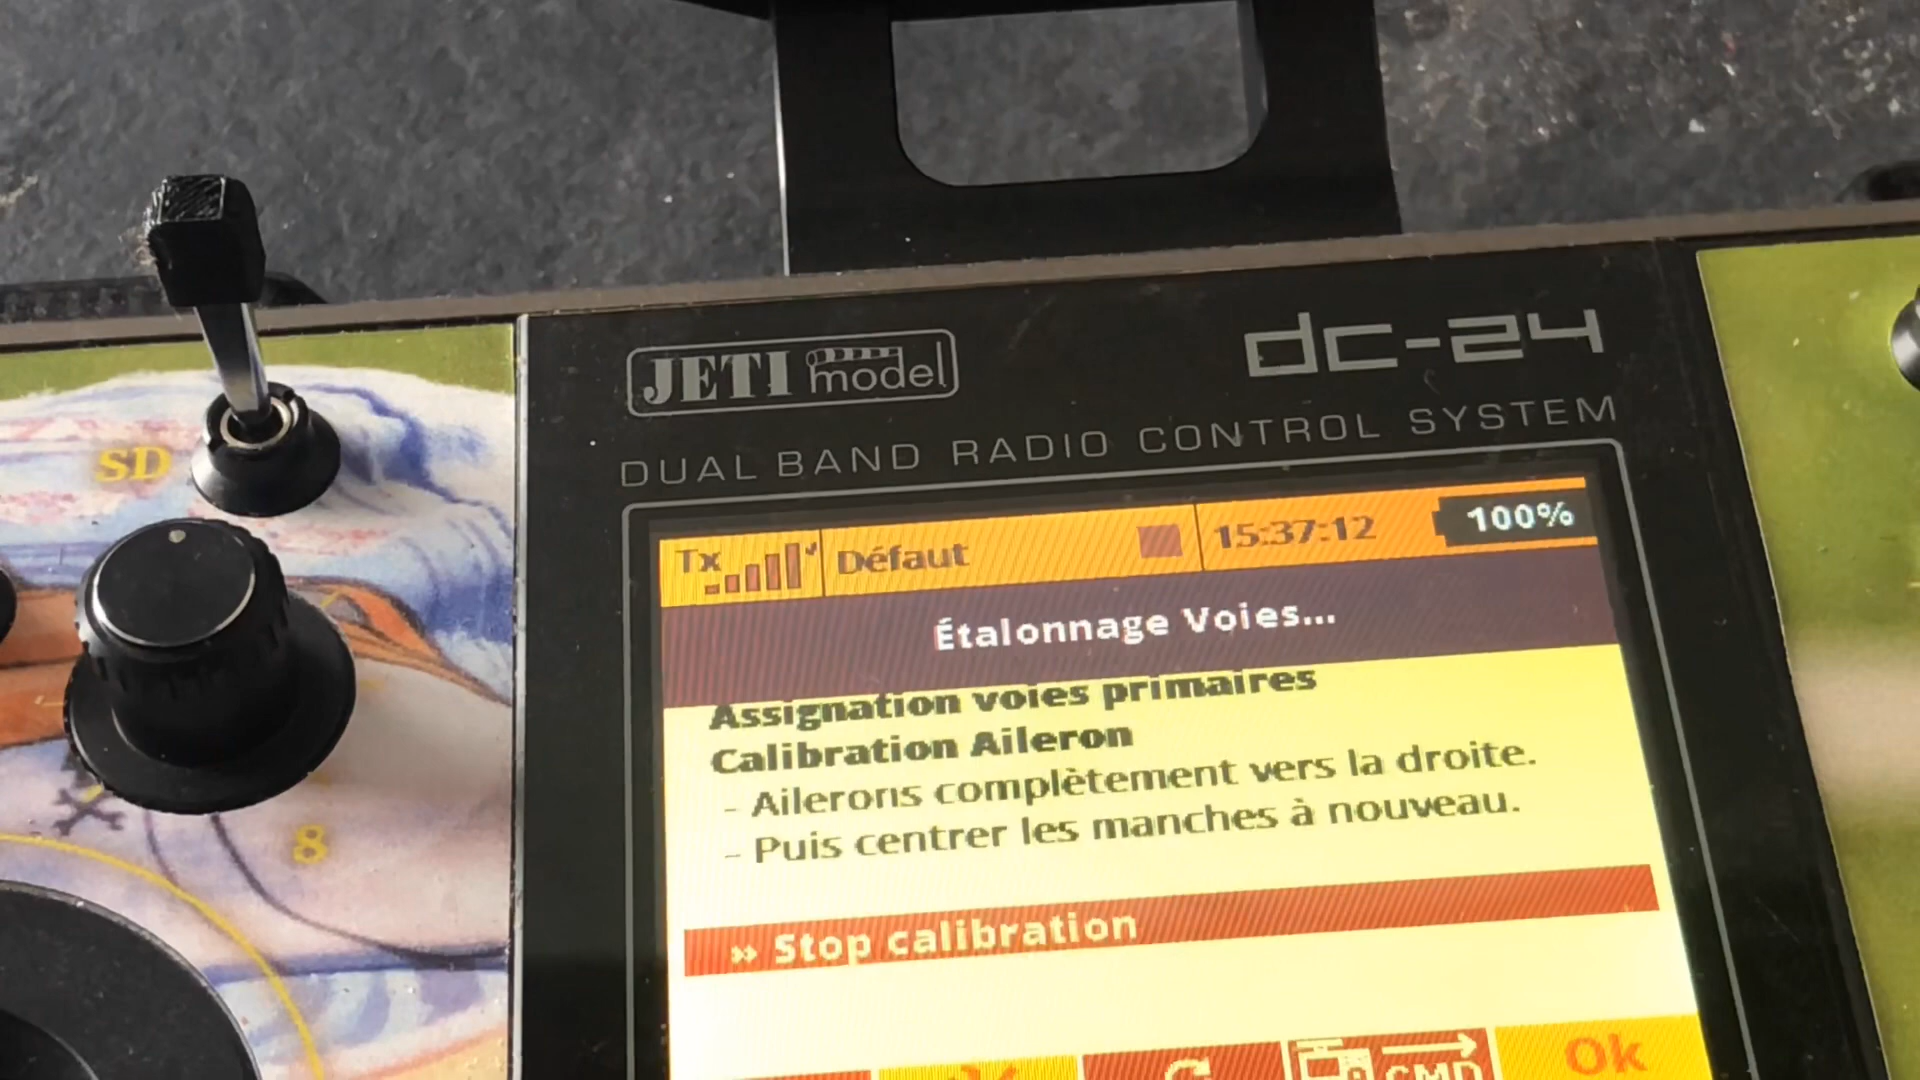 JETI model
dc-24
DUAL BAND RADIO CONTROL SYSTEM
SD
8
Tx Défaut 15:37:12 100%
Étalonnage Voies...
Assignation voies primaires
Calibration Aileron
- Ailerons complètement vers la droite.
- Puis centrer les manches à nouveau.
» Stop calibration
CMD Ok